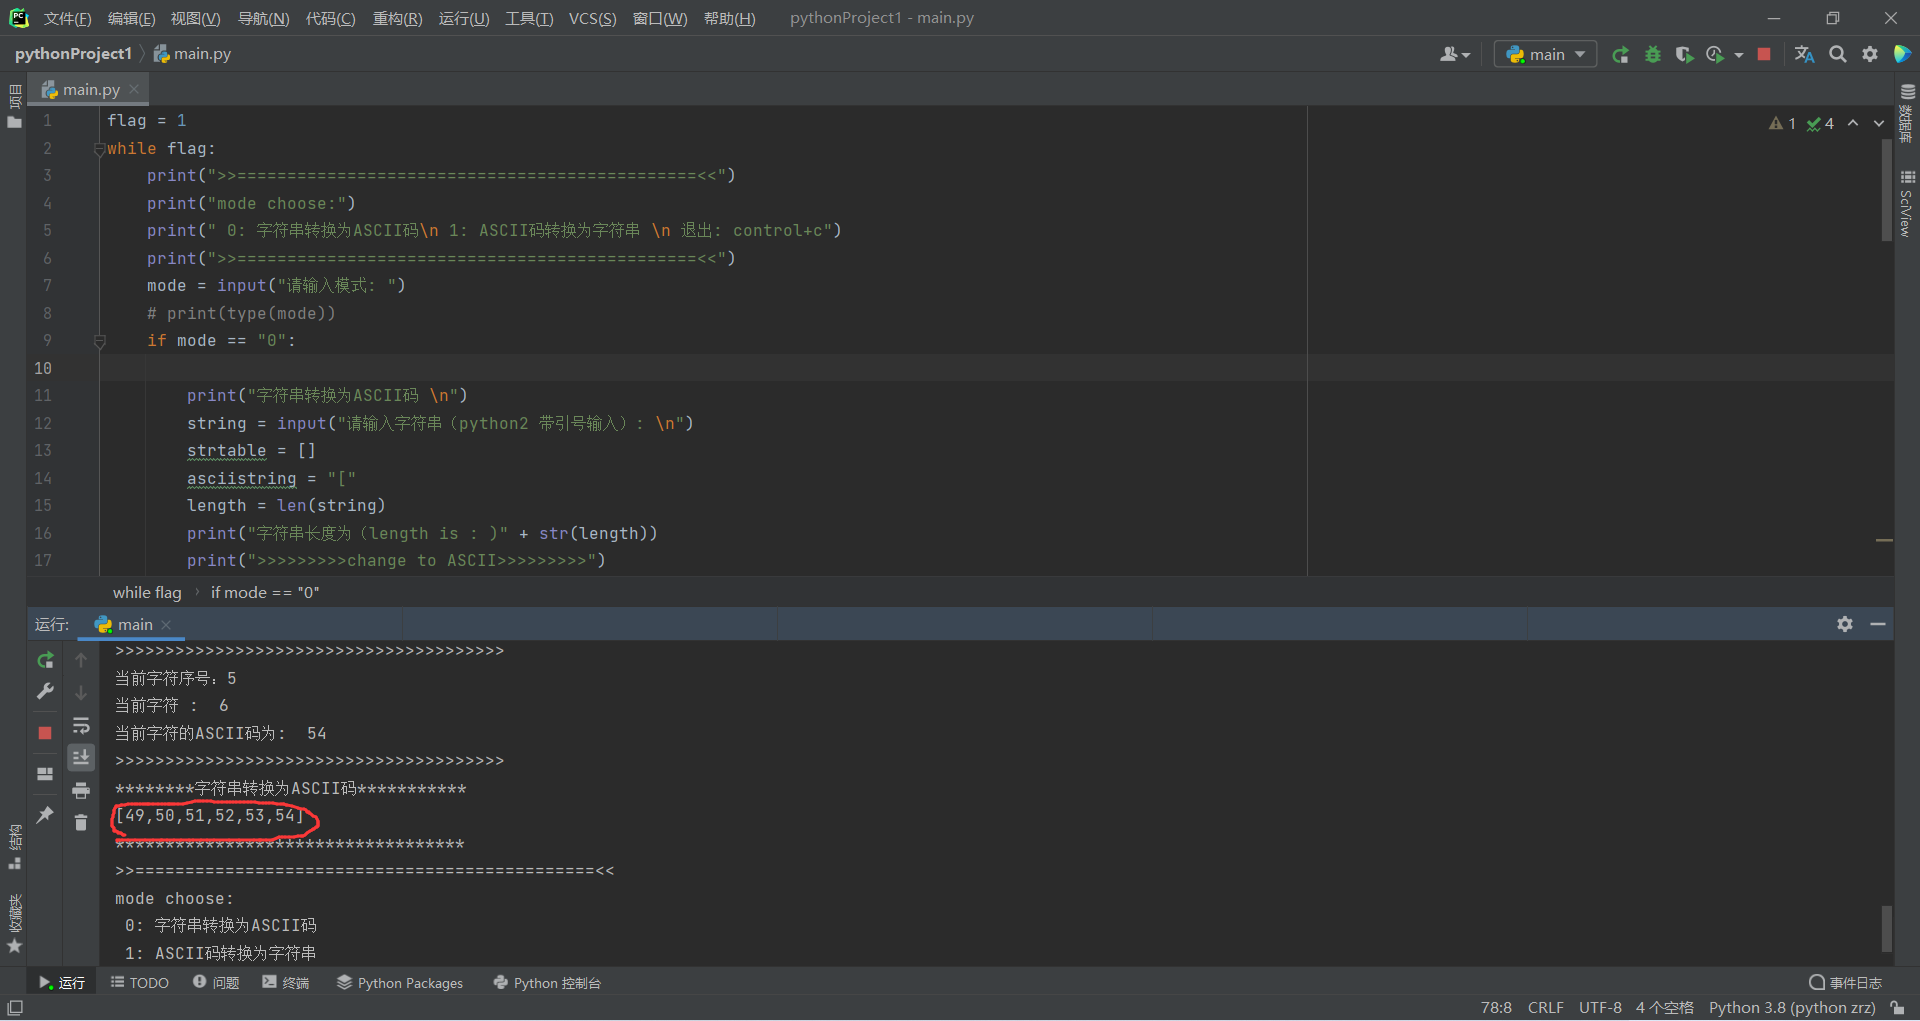 文件(F) 编辑(E) 视图(V) 导航(N) 代码(C) 重构(R) 运行(U) 工具(T) VCS(S) 窗口(W) 帮助(H) pythonProject1 - main.py
pythonProject1 main.py main
项目 main.py
1 flag = 1
1 4
2 while flag:
3 print(">>==============================================<<")
4 print("mode choose:")
5 print(" 0: 字符串转换为ASCII码\n 1: ASCII码转换为字符串 \n 退出: control+c")
6 print(">>==============================================<<")
7 mode = input("请输入模式: ")
8 # print(type(mode))
9 if mode == "0":
10
11 print("字符串转换为ASCII码 \n")
12 string = input("请输入字符串（python2 带引号输入）: \n")
13 strtable = []
14 asciistring = "["
15 length = len(string)
16 print("字符串长度为（length is : )" + str(length))
17 print(">>>>>>>>>change to ASCII>>>>>>>>>")
数据库
SciView
while flag › if mode == "0"
运行: main
>>>>>>>>>>>>>>>>>>>>>>>>>>>>>>>>>>>>>>>
当前字符序号：5
当前字符 :  6
当前字符的ASCII码为:  54
>>>>>>>>>>>>>>>>>>>>>>>>>>>>>>>>>>>>>>>
********字符串转换为ASCII码***********
[49,50,51,52,53,54]
***********************************
>>==============================================<<
mode choose:
0: 字符串转换为ASCII码
1: ASCII码转换为字符串
结构
收藏夹
运行 TODO 问题 终端 Python Packages Python 控制台 事件日志
78:8 CRLF UTF-8 4 个空格 Python 3.8 (python zrz)